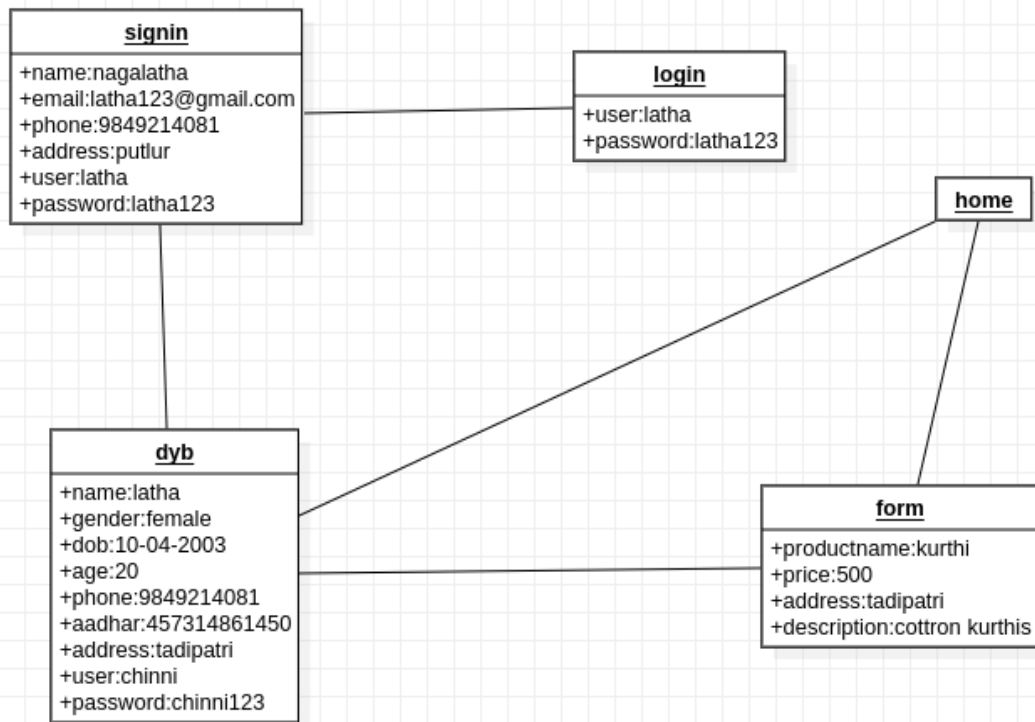 signin
+name:nagalatha
+email:latha123@gmail.com
+phone:9849214081
+address:putlur
+user:latha
+password:latha123
login
+user:latha
+password:latha123
home
dyb
+name:latha
+gender:female
+dob:10-04-2003
+age:20
+phone:9849214081
+aadhar:457314861450
+address:tadipatri
+user:chinni
+password:chinni123
form
+productname:kurthi
+price:500
+address:tadipatri
+description:cottron kurthis